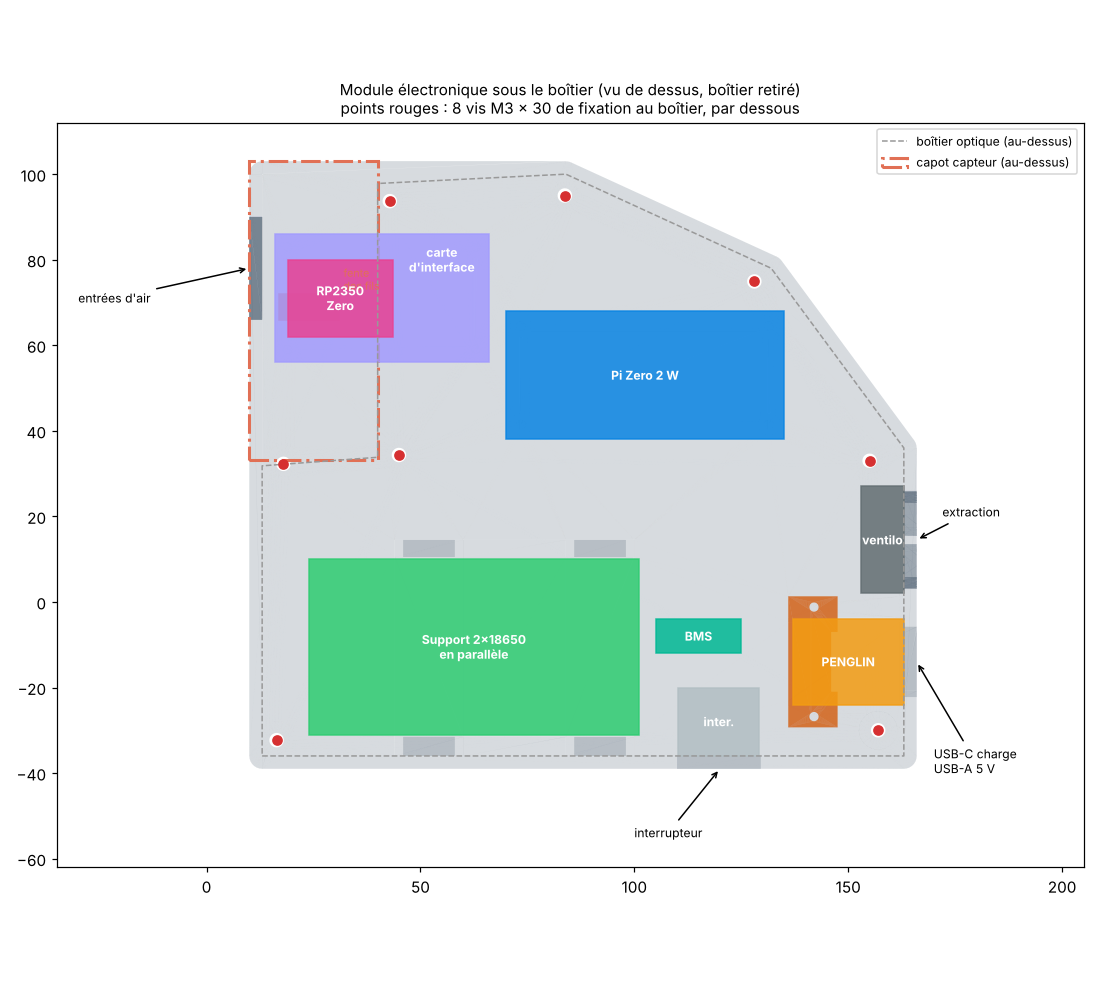 Module électronique sous le boîtier (vu de dessus, boîtier retiré)
points rouges : 8 vis M3 × 30 de fixation au boîtier, par dessous
boîtier optique (au-dessus)
capot capteur (au-dessus)
100
80
60
40
20
0
−20
−40
−60
0
50
100
150
200
entrées d'air
carte
d'interface
RP2350
Zero
Pi Zero 2 W
extraction
ventilo
Support 2×18650
en parallèle
BMS
PENGLIN
inter.
USB-C charge
USB-A 5 V
interrupteur